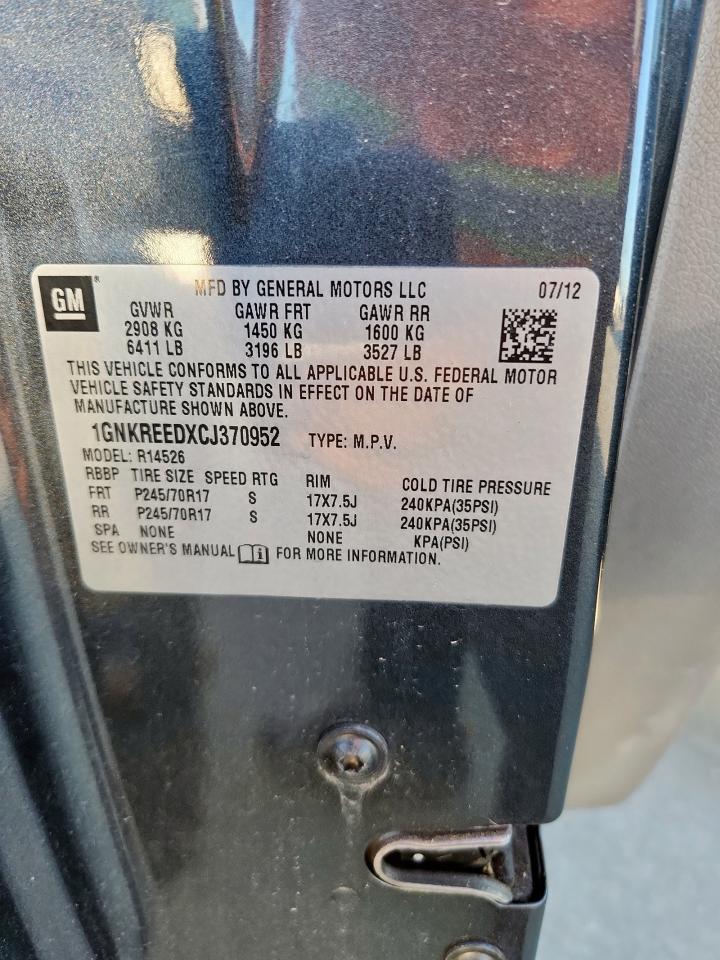 GM ® MFD BY GENERAL MOTORS LLC 07/12
GVWR GAWR FRT GAWR RR
2908 KG 1450 KG 1600 KG
6411 LB 3196 LB 3527 LB
THIS VEHICLE CONFORMS TO ALL APPLICABLE U.S. FEDERAL MOTOR
VEHICLE SAFETY STANDARDS IN EFFECT ON THE DATE OF
MANUFACTURE SHOWN ABOVE.
1GNKREEDXCJ370952 TYPE: M.P.V.
MODEL: R14526
RBBP TIRE SIZE SPEED RTG RIM COLD TIRE PRESSURE
FRT P245/70R17 S 17X7.5J 240KPA(35PSI)
RR P245/70R17 S 17X7.5J 240KPA(35PSI)
SPA NONE NONE KPA(PSI)
SEE OWNER'S MANUAL FOR MORE INFORMATION.